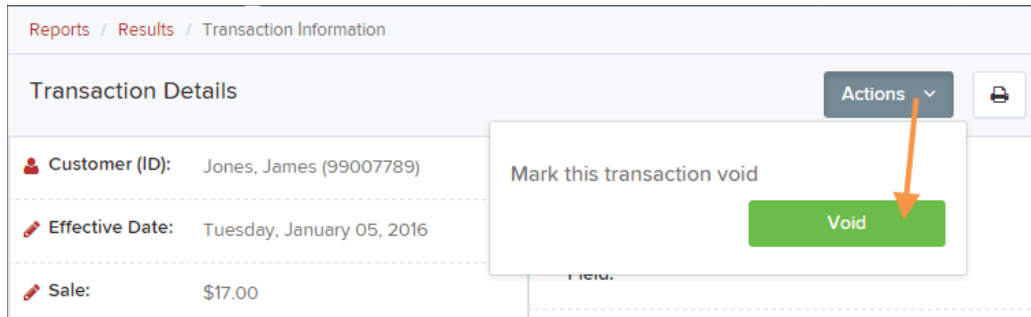 Reports / Results / Transaction Information
Transaction Details
Actions
Customer (ID): Jones, James (99007789)
Mark this transaction void
Effective Date: Tuesday, January 05, 2016
Void
Field:
Sale: $17.00